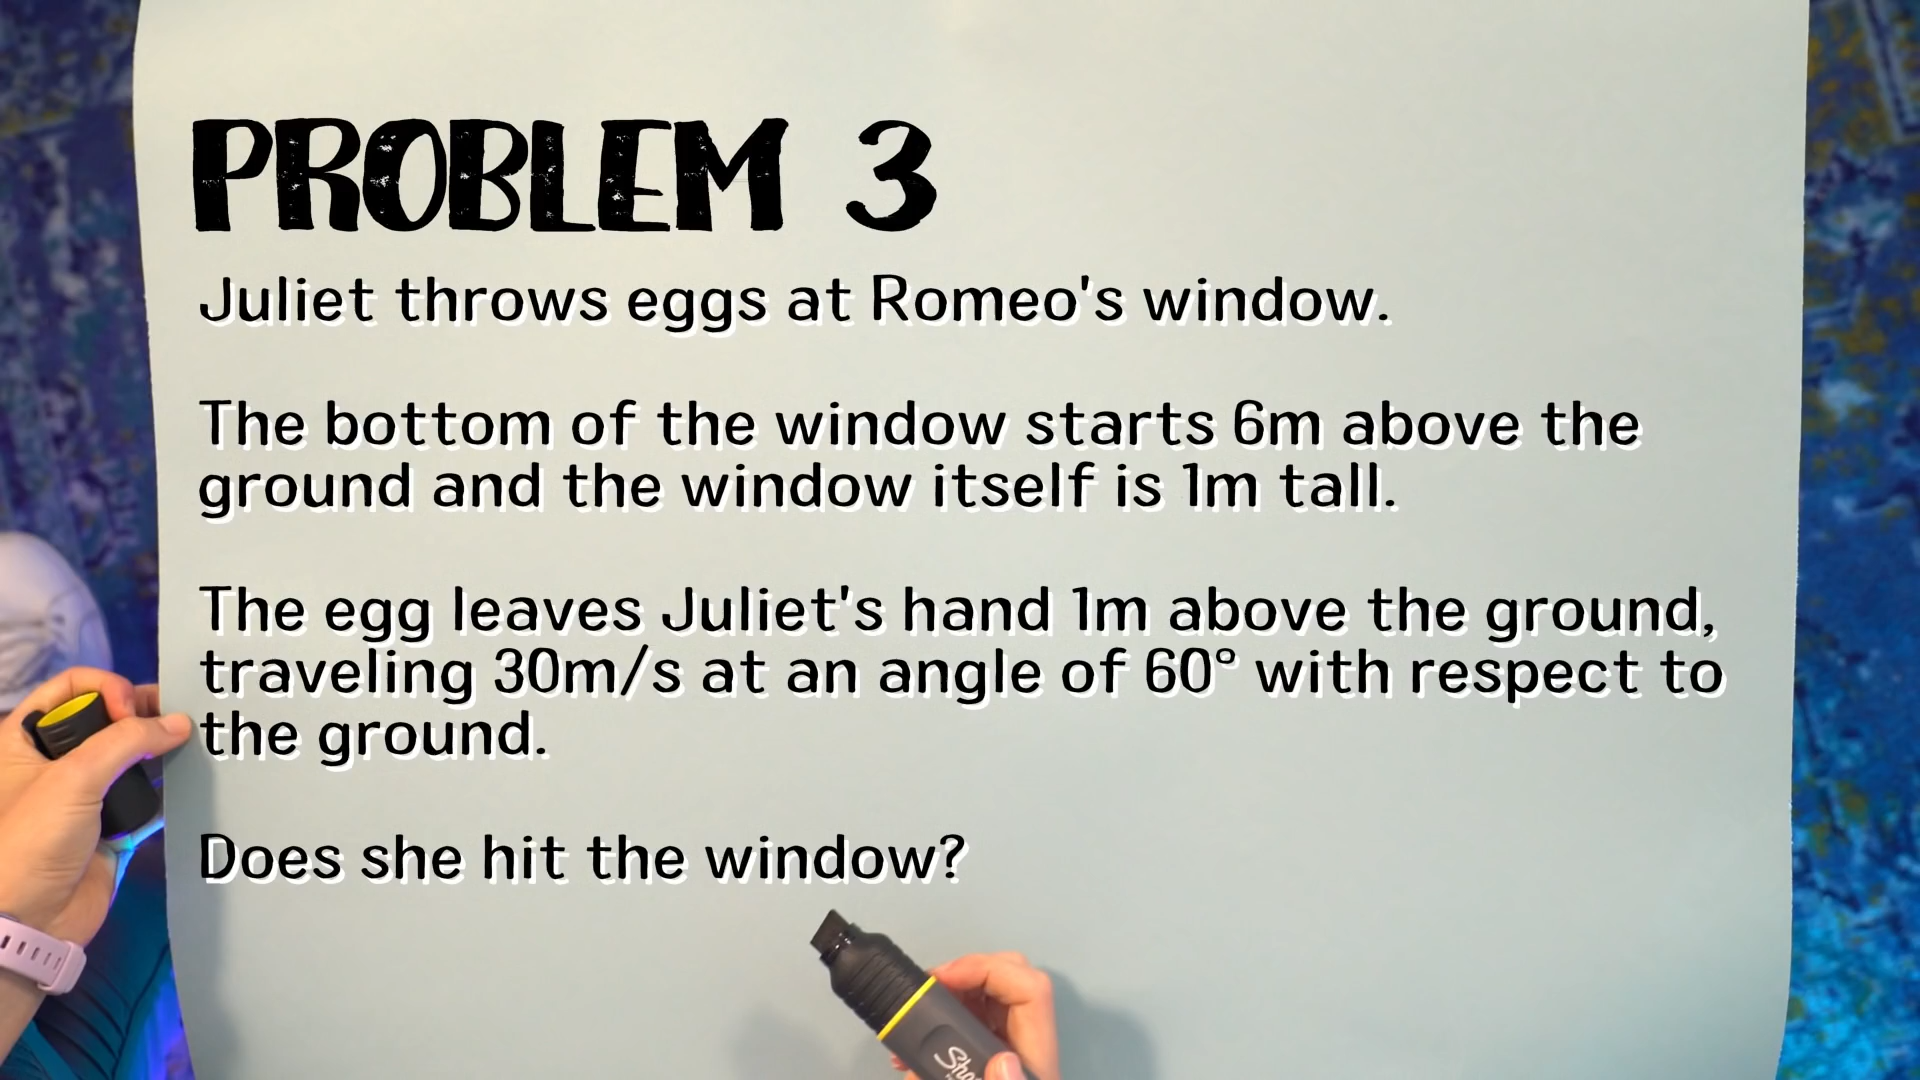 PROBLEM 3
Juliet throws eggs at Romeo's window.
The bottom of the window starts 6m above the
ground and the window itself is 1m tall.
The egg leaves Juliet's hand 1m above the ground,
traveling 30m/s at an angle of 60° with respect to
the ground.
Does she hit the window?